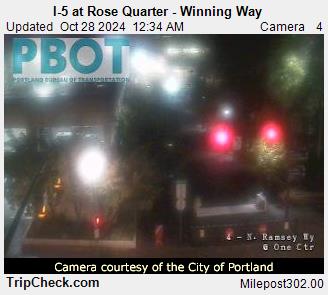 I-5 at Rose Quarter - Winning Way
Updated Oct 28 2024 12:34 AM Camera 4
PBOT
PORTLAND BUREAU OF TRANSPORTATION
4 - N. Ramsey Wy
@ One Ctr
Camera courtesy of the City of Portland
TripCheck.com Milepost302.00